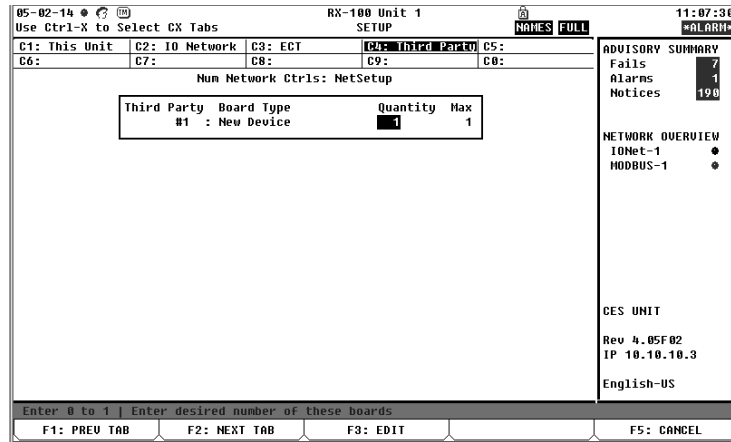 05-02-14 RX-100 Unit 1 11:07:30
Use Ctrl-X to Select CX Tabs SETUP NAMES FULL *ALARM*
C1: This Unit C2: IO Network C3: ECT C4: Third Party C5:
C6: C7: C8: C9: C0:
Num Network Ctrls: NetSetup
Third Party Board Type Quantity Max
#1 : New Device 1 1
ADVISORY SUMMARY
Fails 7
Alarms 1
Notices 190
NETWORK OVERVIEW
IONet-1
MODBUS-1
CES UNIT
Rev 4.05F02
IP 10.10.10.3
English-US
Enter 0 to 1 | Enter desired number of these boards
F1: PREV TAB F2: NEXT TAB F3: EDIT F5: CANCEL